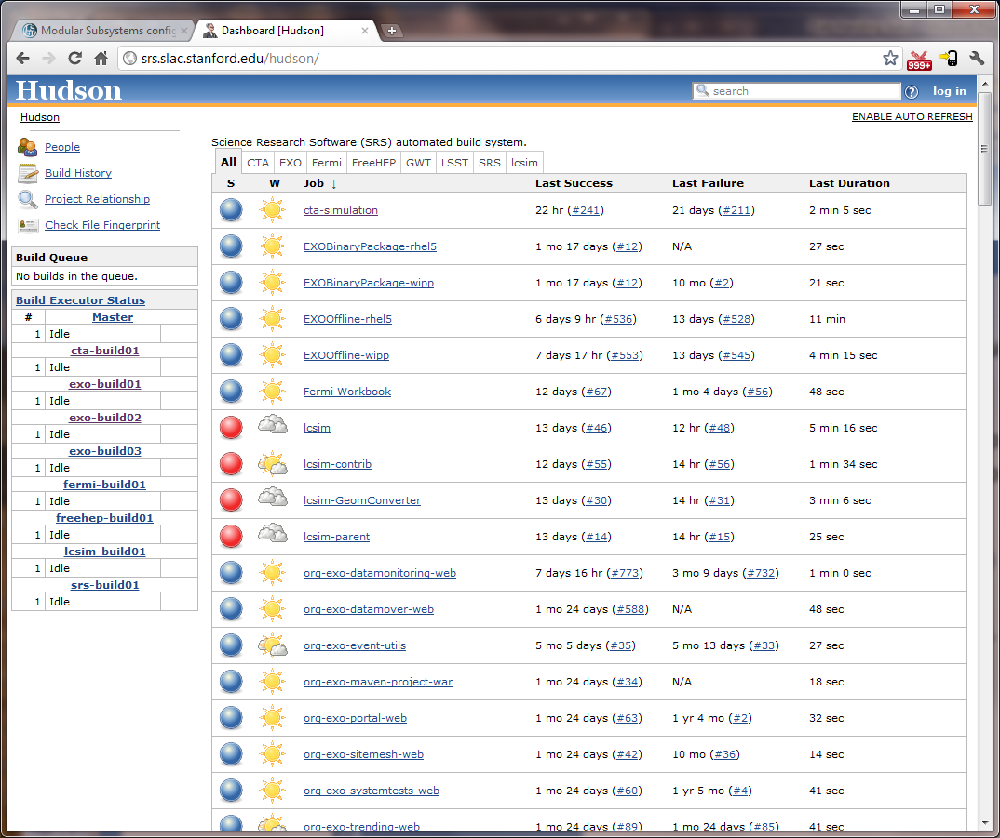 Modular Subsystems config
Dashboard [Hudson]
srs.slac.stanford.edu/hudson/
999+
Hudson
search
log in
Hudson
ENABLE AUTO REFRESH
People
Build History
Project Relationship
Check File Fingerprint
Build Queue
No builds in the queue.
Build Executor Status
# Master
1 Idle
cta-build01
1 Idle
exo-build01
1 Idle
exo-build02
1 Idle
exo-build03
1 Idle
fermi-build01
1 Idle
freehep-build01
1 Idle
lcsim-build01
1 Idle
srs-build01
1 Idle
Science Research Software (SRS) automated build system.
All CTA EXO Fermi FreeHEP GWT LSST SRS lcsim
S W Job ↓ Last Success Last Failure Last Duration
cta-simulation 22 hr (#241) 21 days (#211) 2 min 5 sec
EXOBinaryPackage-rhel5 1 mo 17 days (#12) N/A 27 sec
EXOBinaryPackage-wipp 1 mo 17 days (#12) 10 mo (#2) 21 sec
EXOOffline-rhel5 6 days 9 hr (#536) 13 days (#528) 11 min
EXOOffline-wipp 7 days 17 hr (#553) 13 days (#545) 4 min 15 sec
Fermi Workbook 12 days (#67) 1 mo 4 days (#56) 48 sec
lcsim 13 days (#46) 12 hr (#48) 5 min 16 sec
lcsim-contrib 12 days (#55) 14 hr (#56) 1 min 34 sec
lcsim-GeomConverter 13 days (#30) 14 hr (#31) 3 min 6 sec
lcsim-parent 13 days (#14) 14 hr (#15) 25 sec
org-exo-datamonitoring-web 7 days 16 hr (#773) 3 mo 9 days (#732) 1 min 0 sec
org-exo-datamover-web 1 mo 24 days (#588) N/A 48 sec
org-exo-event-utils 5 mo 5 days (#35) 5 mo 13 days (#33) 27 sec
org-exo-maven-project-war 1 mo 24 days (#34) N/A 18 sec
org-exo-portal-web 1 mo 24 days (#63) 1 yr 4 mo (#2) 32 sec
org-exo-sitemesh-web 1 mo 24 days (#42) 10 mo (#36) 14 sec
org-exo-systemtests-web 1 mo 24 days (#60) 1 yr 5 mo (#4) 41 sec
org-exo-trending-web 1 mo 24 days (#89) 1 mo 24 days (#85) 41 sec